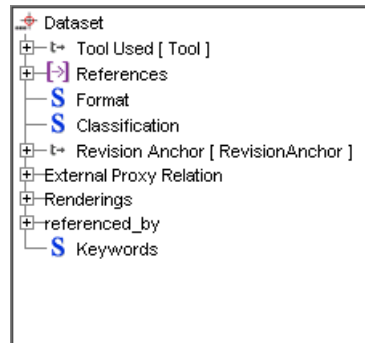 Dataset
Tool Used [ Tool ]
References
S Format
S Classification
Revision Anchor [ RevisionAnchor ]
External Proxy Relation
Renderings
referenced_by
S Keywords